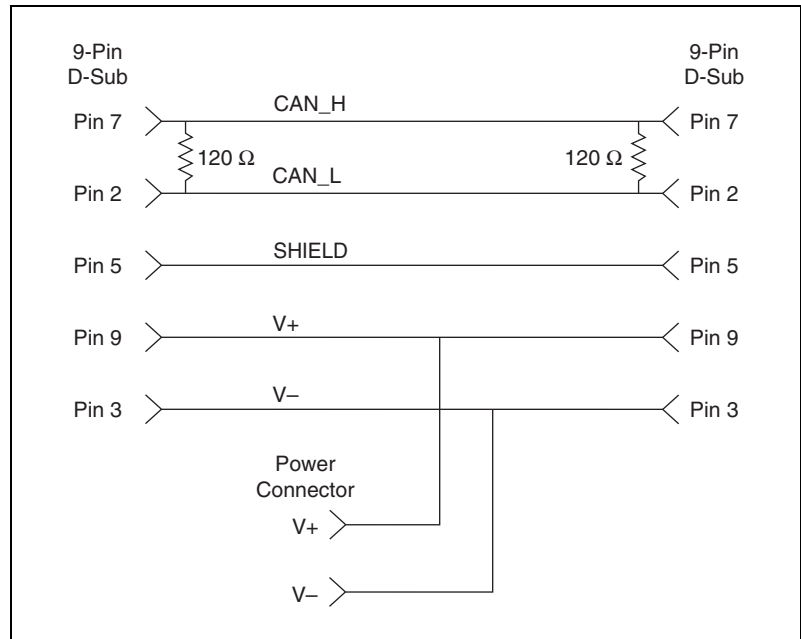 9-Pin
D-Sub
9-Pin
D-Sub
Pin 7
CAN_H
Pin 7
120 Ω
120 Ω
Pin 2
CAN_L
Pin 2
Pin 5
SHIELD
Pin 5
Pin 9
V+
Pin 9
Pin 3
V–
Pin 3
Power
Connector
V+
V–